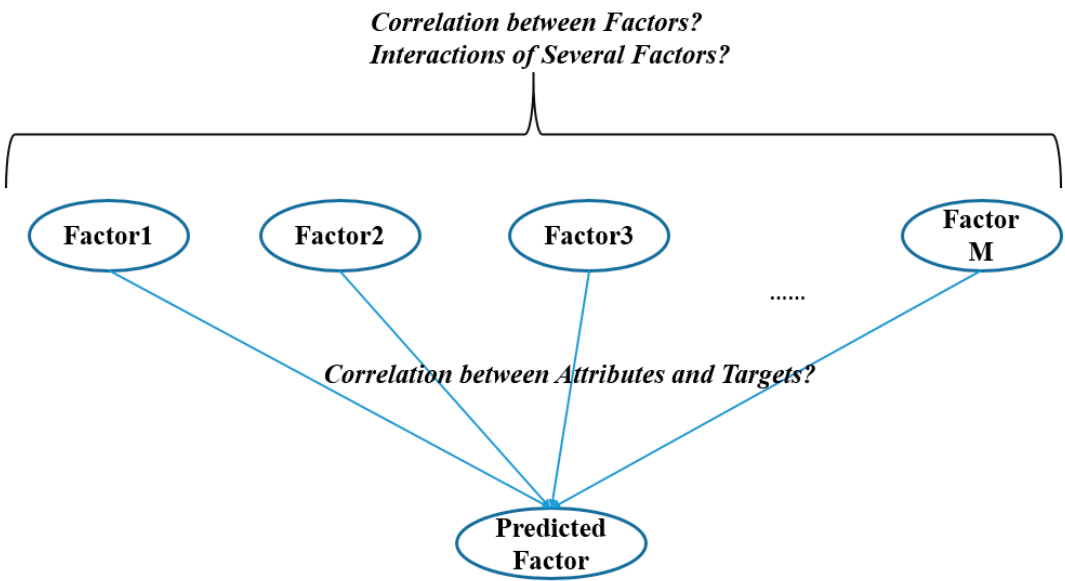 Correlation between Factors?
Interactions of Several Factors?
Factor1
Factor2
Factor3
Factor
M
......
Correlation between Attributes and Targets?
Predicted
Factor